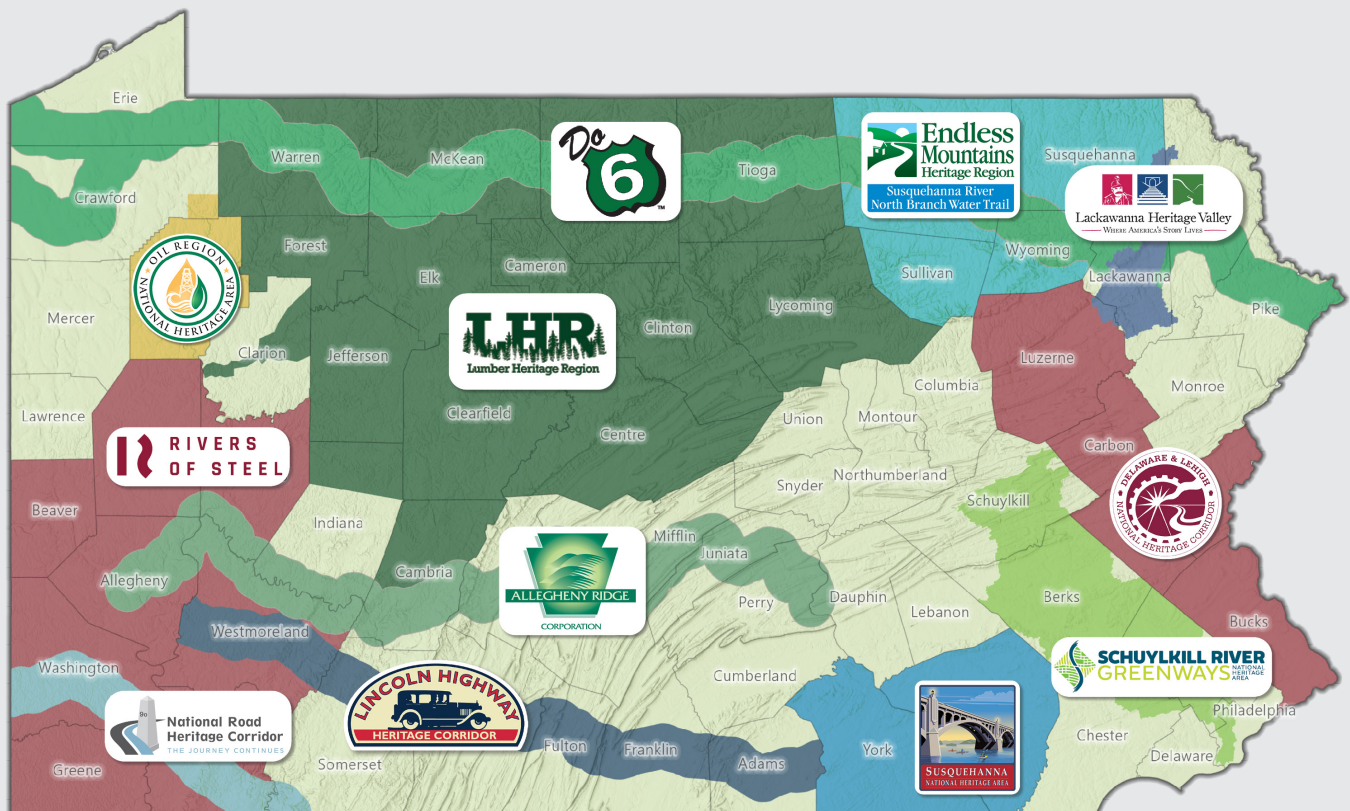 Erie
Warren
McKean
Do
6
TM
Tioga
Endless
Mountains
Heritage Region
Susquehanna River
North Branch Water Trail
Susquehanna
Lackawanna Heritage Valley
WHERE AMERICA'S STORY LIVES
Crawford
OIL REGION
NATIONAL HERITAGE AREA
Forest
Elk
Cameron
Sullivan
Wyoming
Lackawanna
Pike
Mercer
Clarion
Jefferson
LHR
Lumber Heritage Region
Clinton
Lycoming
Luzerne
Monroe
Lawrence
Clearfield
Centre
Union
Montour
Columbia
Carbon
RIVERS
OF STEEL
Beaver
Indiana
Snyder
Northumberland
Schuylkill
DELAWARE & LEHIGH
NATIONAL HERITAGE CORRIDOR
Mifflin
Juniata
Allegheny
Cambria
ALLEGHENY RIDGE
CORPORATION
Perry
Dauphin
Lebanon
Berks
Bucks
Westmoreland
Washington
LINCOLN HIGHWAY
HERITAGE CORRIDOR
Cumberland
SCHUYLKILL RIVER
GREENWAYS
NATIONAL
HERITAGE
AREA
Philadelphia
90
National Road
Heritage Corridor
THE JOURNEY CONTINUES
Greene
Somerset
Fulton
Franklin
Adams
York
SUSQUEHANNA
NATIONAL HERITAGE AREA
Chester
Delaware